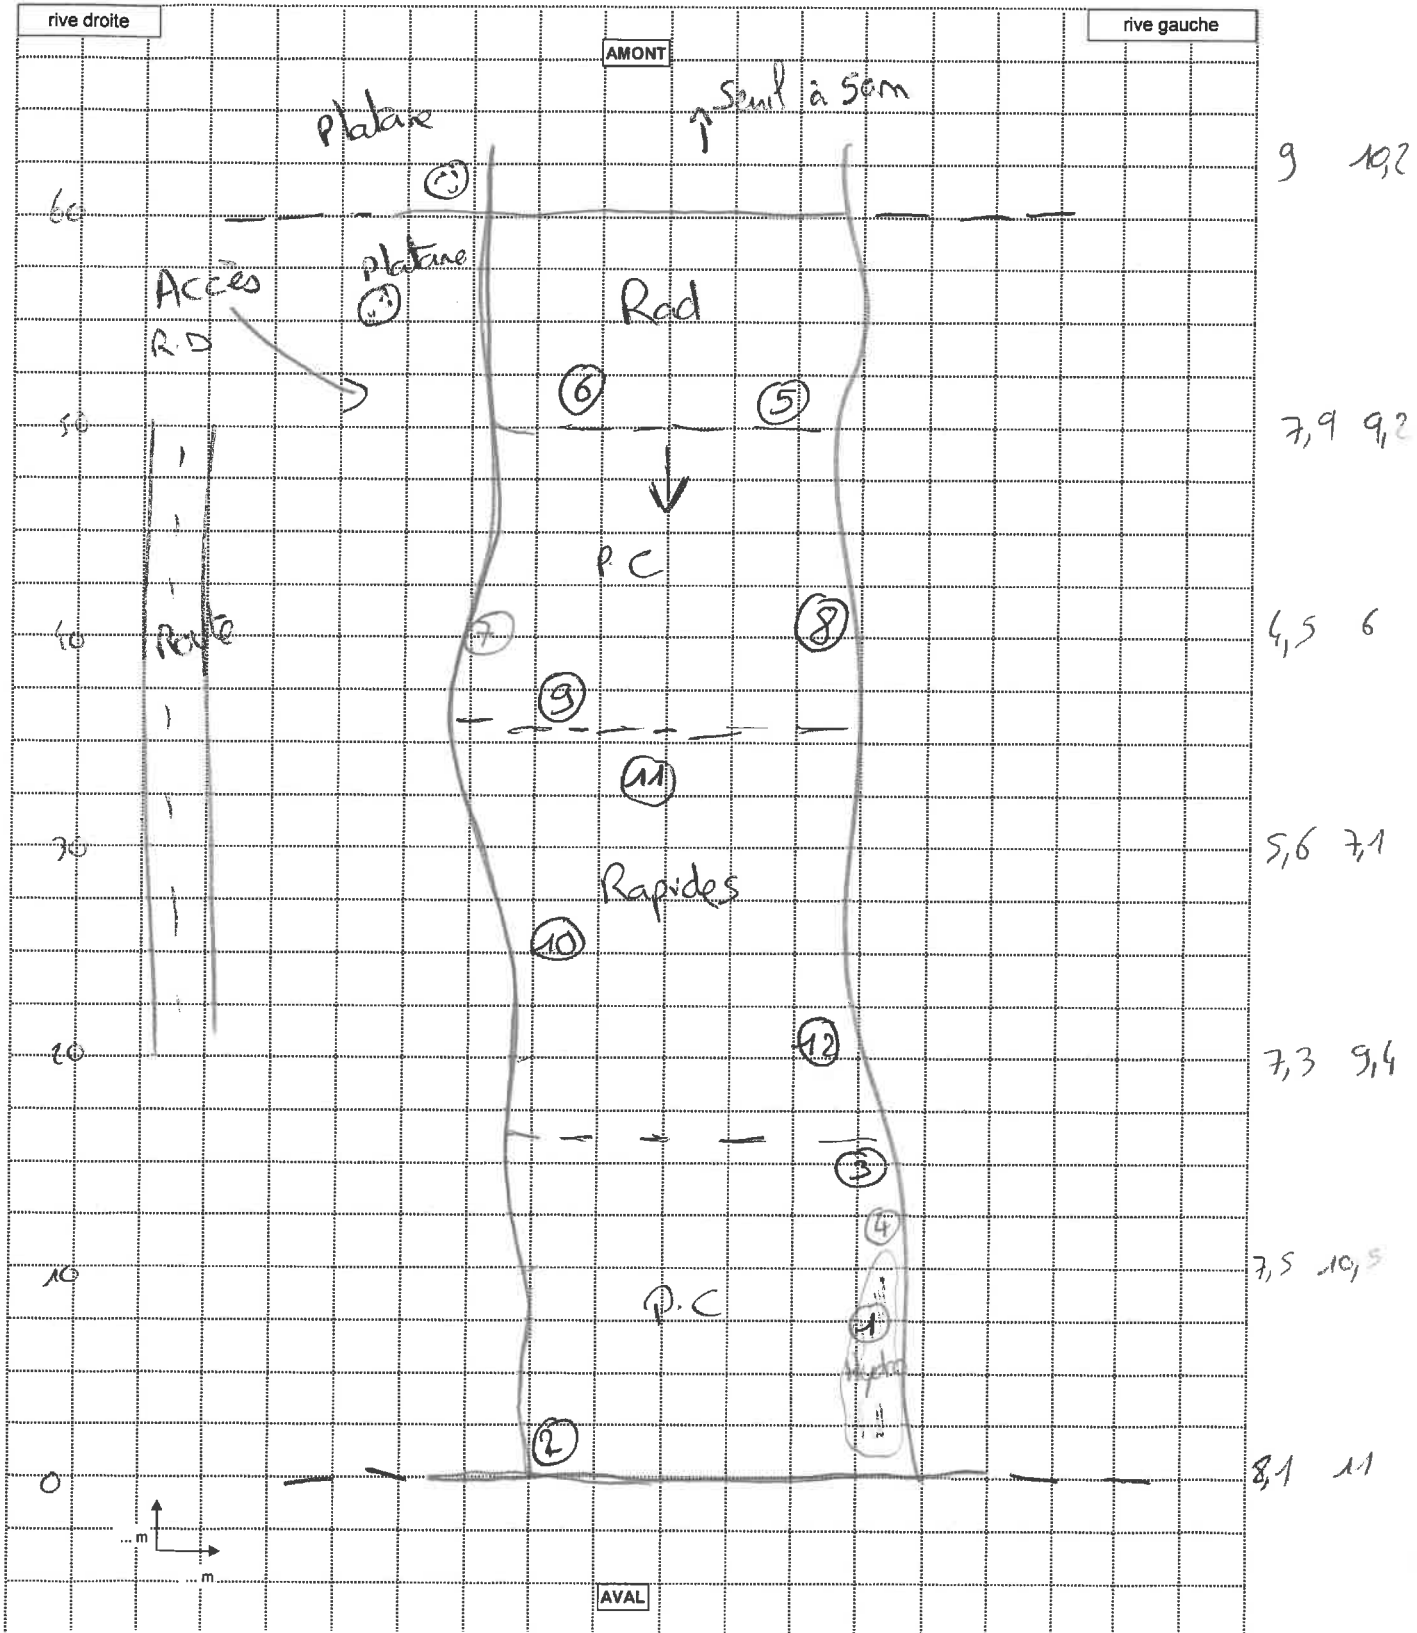 rive droite
rive gauche
AMONT
↑ Seuil à 50m
platane
9 10,2
60
platane
Accès
R.D
Rad
6 5
50
7,9 9,2
P.C
7 8
40
Route
4,5 6
9
11
30
5,6 7,1
Rapides
10
12
20
7,3 9,4
3
4
10
7,5 10,5
P.C
1
Hydro
2
0
8,1 11
... m
... m
AVAL